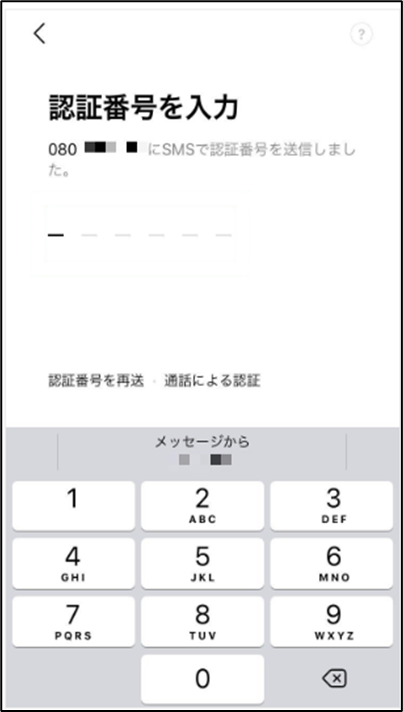 ?
認証番号を入力
080 にSMSで認証番号を送信しまし
た。
認証番号を再送 · 通話による認証
メッセージから
1 2 3
ABC DEF
4 5 6
GHI JKL MNO
7 8 9
PQRS TUV WXYZ
0